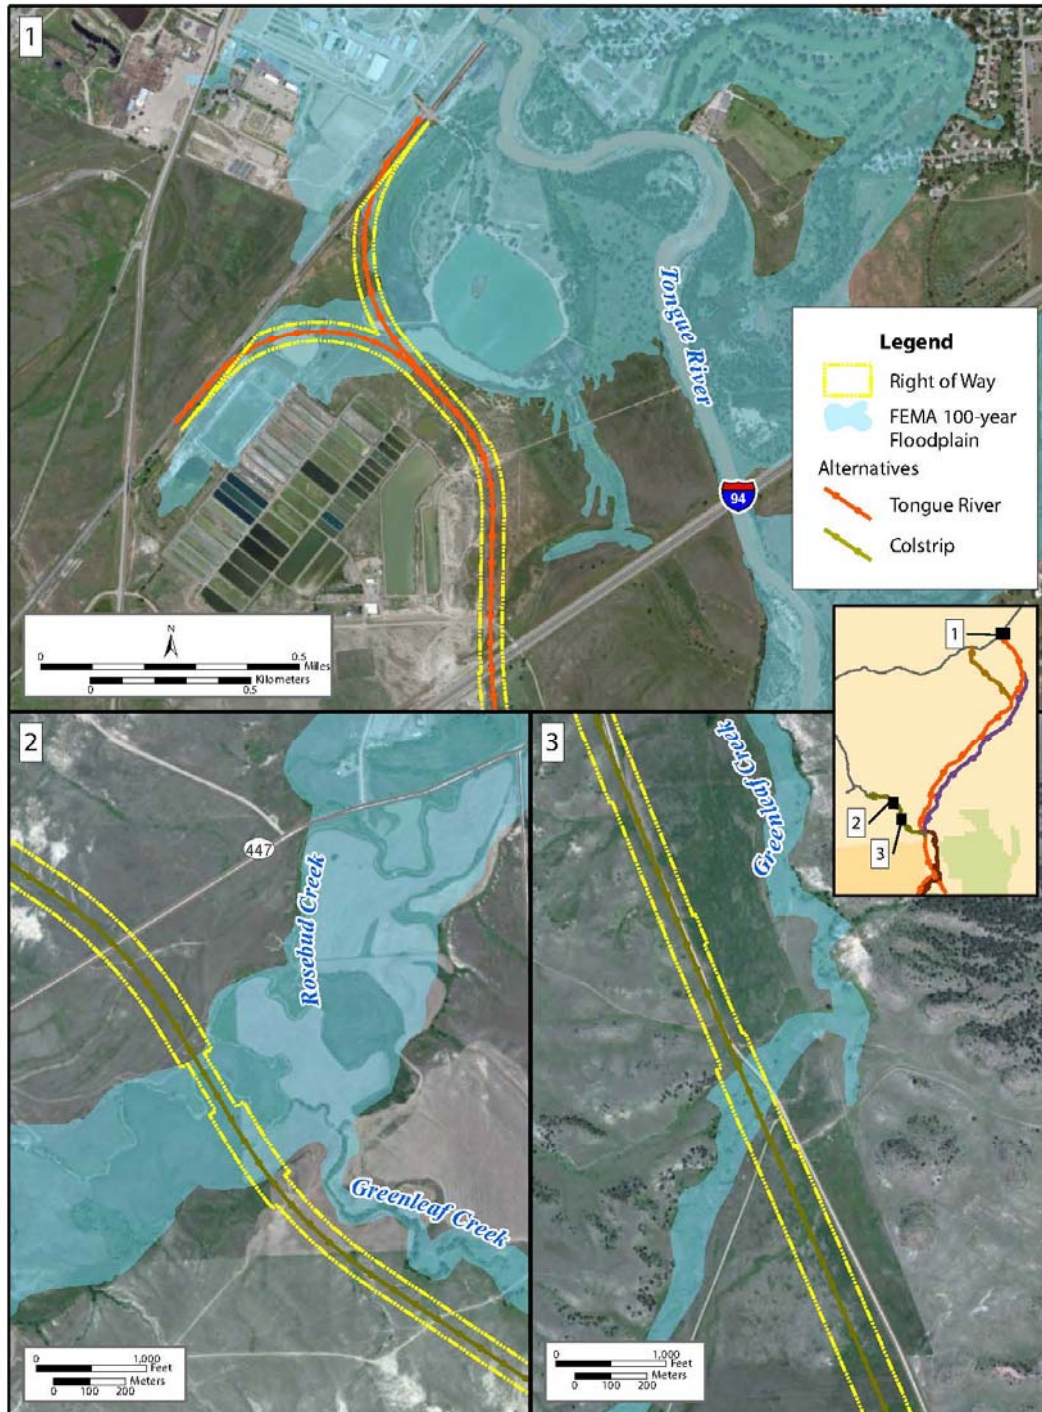 1
Tongue River
94
Legend
Right of Way
FEMA 100-year
Floodplain
Alternatives
Tongue River
Colstrip
N
0 0.5
Miles
Kilometers
0 0.5
1
2
3
2
447
Rosebud Creek
Greenleaf Creek
0 1,000
Feet
Meters
0 100 200
3
Greenleaf Creek
0 1,000
Feet
Meters
0 100 200